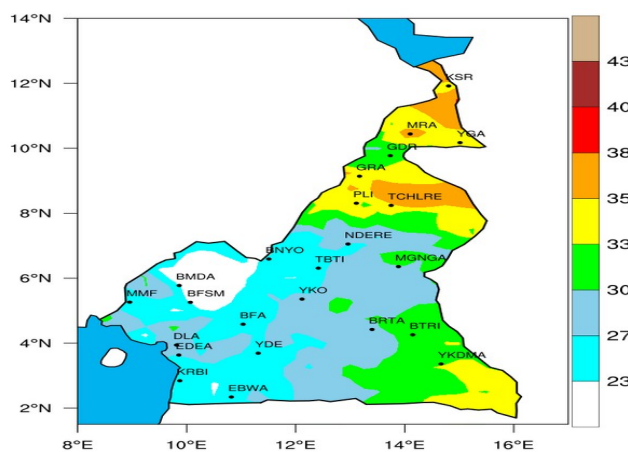 14°N
12°N
10°N
8°N
6°N
4°N
2°N
8°E
10°E
12°E
14°E
16°E
KSR
MRA
YGA
GDR
GRA
PLI
TCHLRE
NDERE
BNYO
TBTI
MGNGA
BMDA
MMF
BFSM
YKO
BFA
BRTA
BTRI
DLA
EDEA
YDE
YKDMA
KRBI
EBWA
43
40
38
35
33
30
27
23